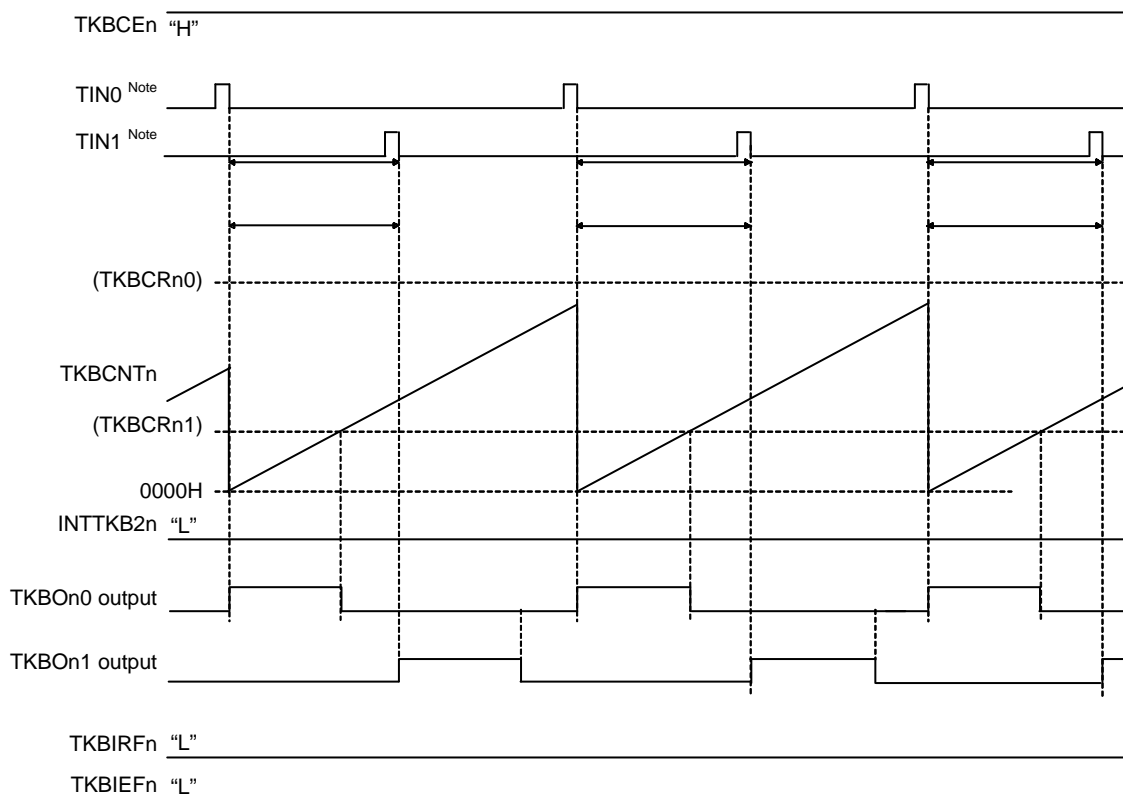 TKBCEn "H"
TIN0 Note
TIN1 Note
(TKBCRn0)
TKBCNTn
(TKBCRn1)
0000H
INTTKB2n "L"
TKBOn0 output
TKBOn1 output
TKBIRFn "L"
TKBIEFn "L"